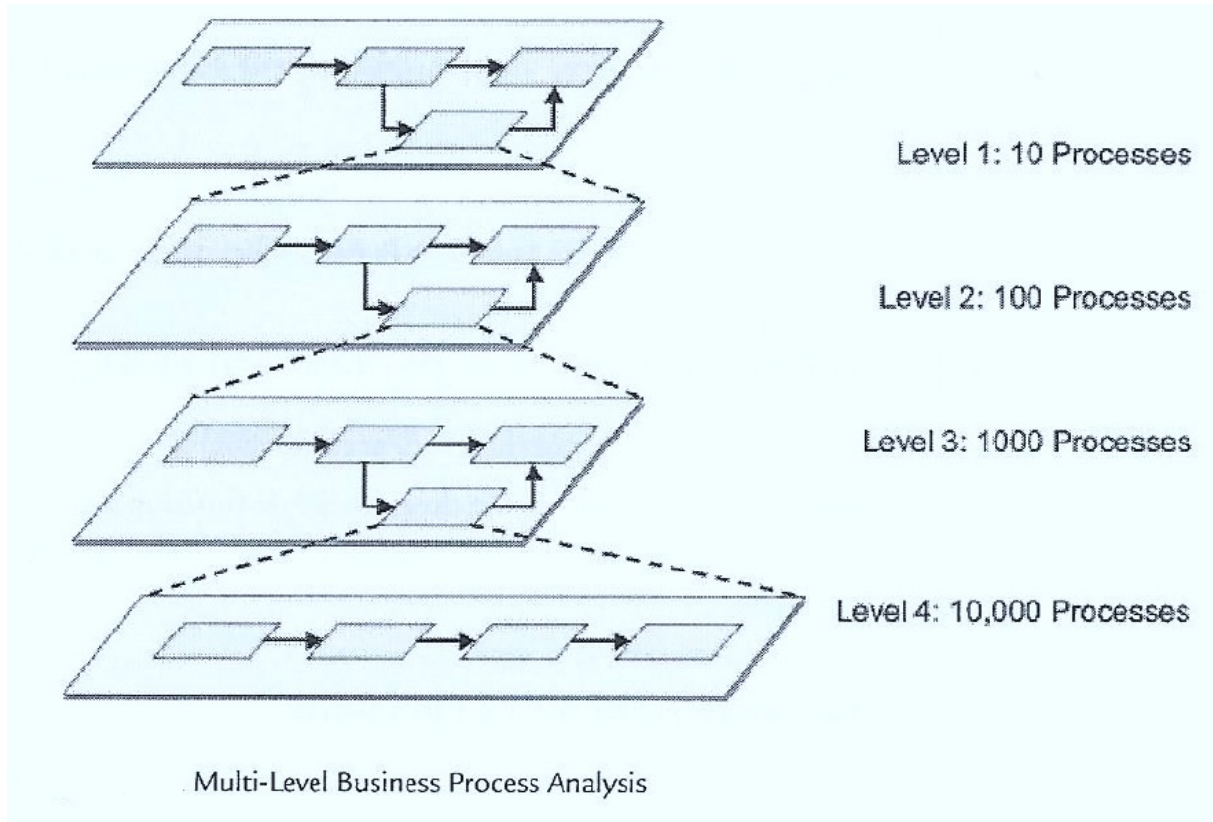 Level 1: 10 Processes
Level 2: 100 Processes
Level 3: 1000 Processes
Level 4: 10,000 Processes
Multi-Level Business Process Analysis